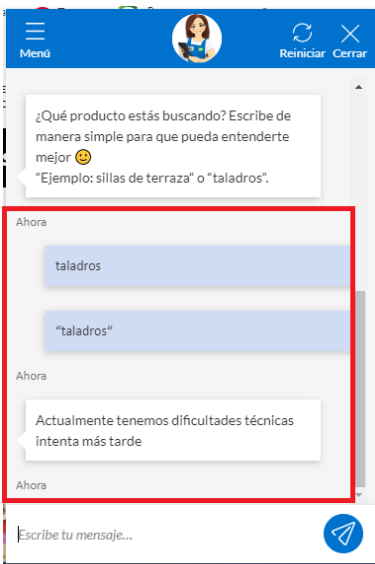 Menú
Reiniciar Cerrar
¿Qué producto estás buscando? Escribe de
manera simple para que pueda entenderte
mejor 🙂
"Ejemplo: sillas de terraza" o "taladros".
Ahora
taladros
"taladros"
Ahora
Actualmente tenemos dificultades técnicas
intenta más tarde
Ahora
Escribe tu mensaje...